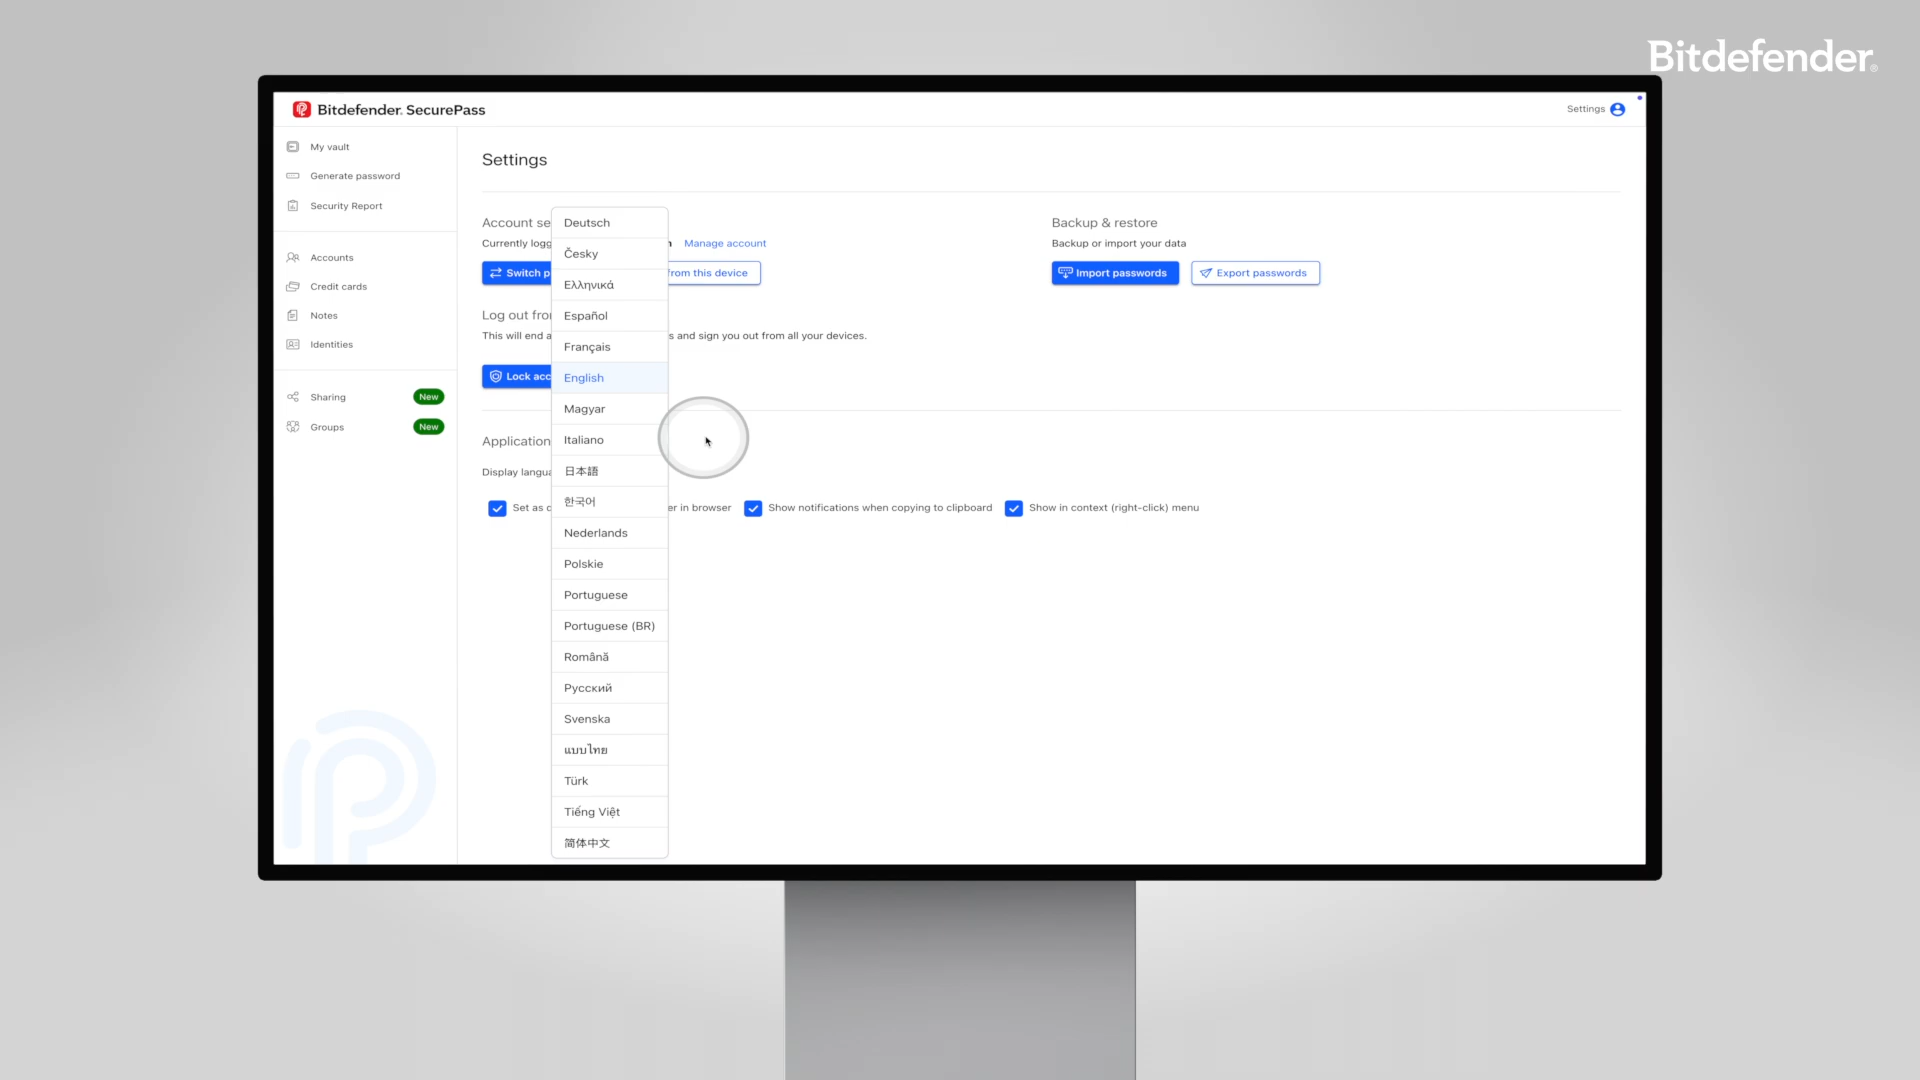 Bitdefender®
Bitdefender. SecurePass
Settings
My vault
Generate password
Security Report
Accounts
Credit cards
Notes
Identities
Sharing New
Groups New
Settings
Account se
Currently logg
Manage account
Switch p
from this device
Backup & restore
Backup or import your data
Import passwords
Export passwords
Log out fro
This will end a
s and sign you out from all your devices.
Lock acc
Application
Display langua
Set as d
er in browser
Show notifications when copying to clipboard
Show in context (right-click) menu
Deutsch
Česky
Ελληνικά
Español
Français
English
Magyar
Italiano
日本語
한국어
Nederlands
Polskie
Portuguese
Portuguese (BR)
Română
Русский
Svenska
แบบไทย
Türk
Tiếng Việt
简体中文